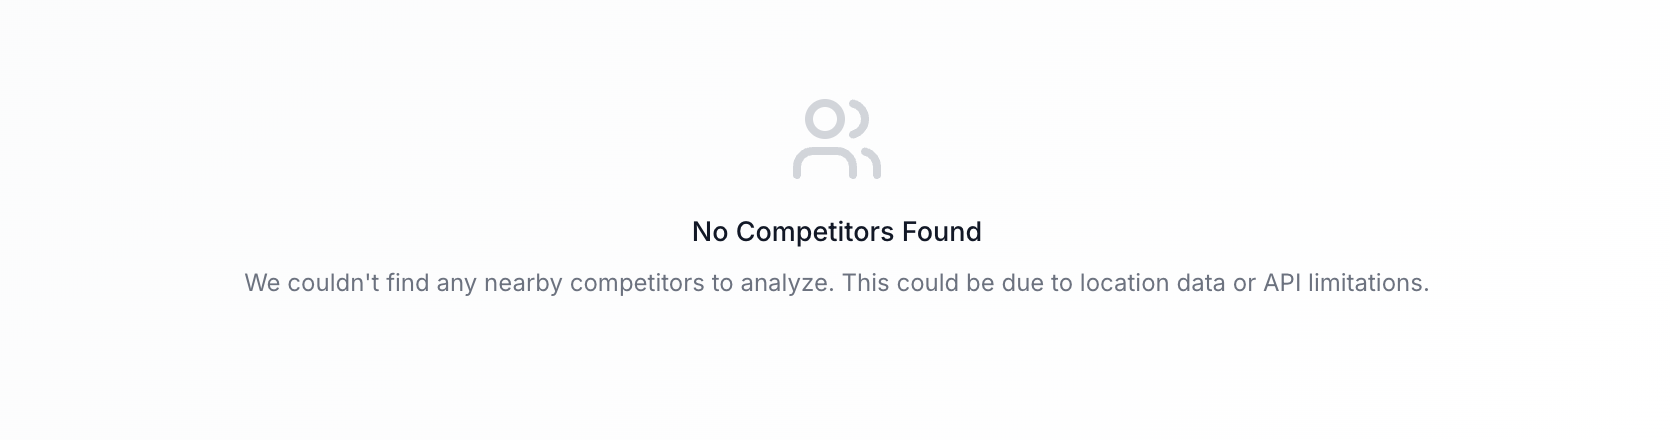 No Competitors Found
We couldn't find any nearby competitors to analyze. This could be due to location data or API limitations.